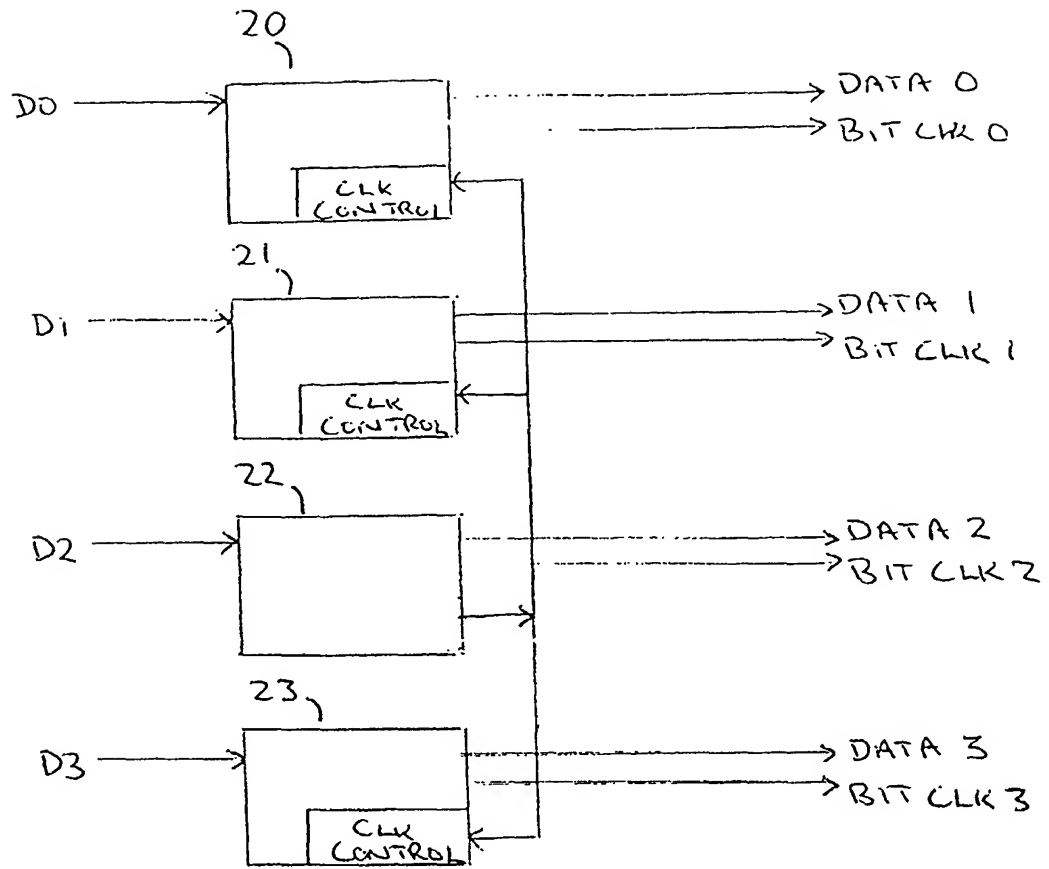 20
D0
DATA 0
BIT CLK 0
CLK
CONTROL
21
D1
DATA 1
BIT CLK 1
CLK
CONTROL
22
D2
DATA 2
BIT CLK 2
23
D3
DATA 3
BIT CLK 3
CLK
CONTROL